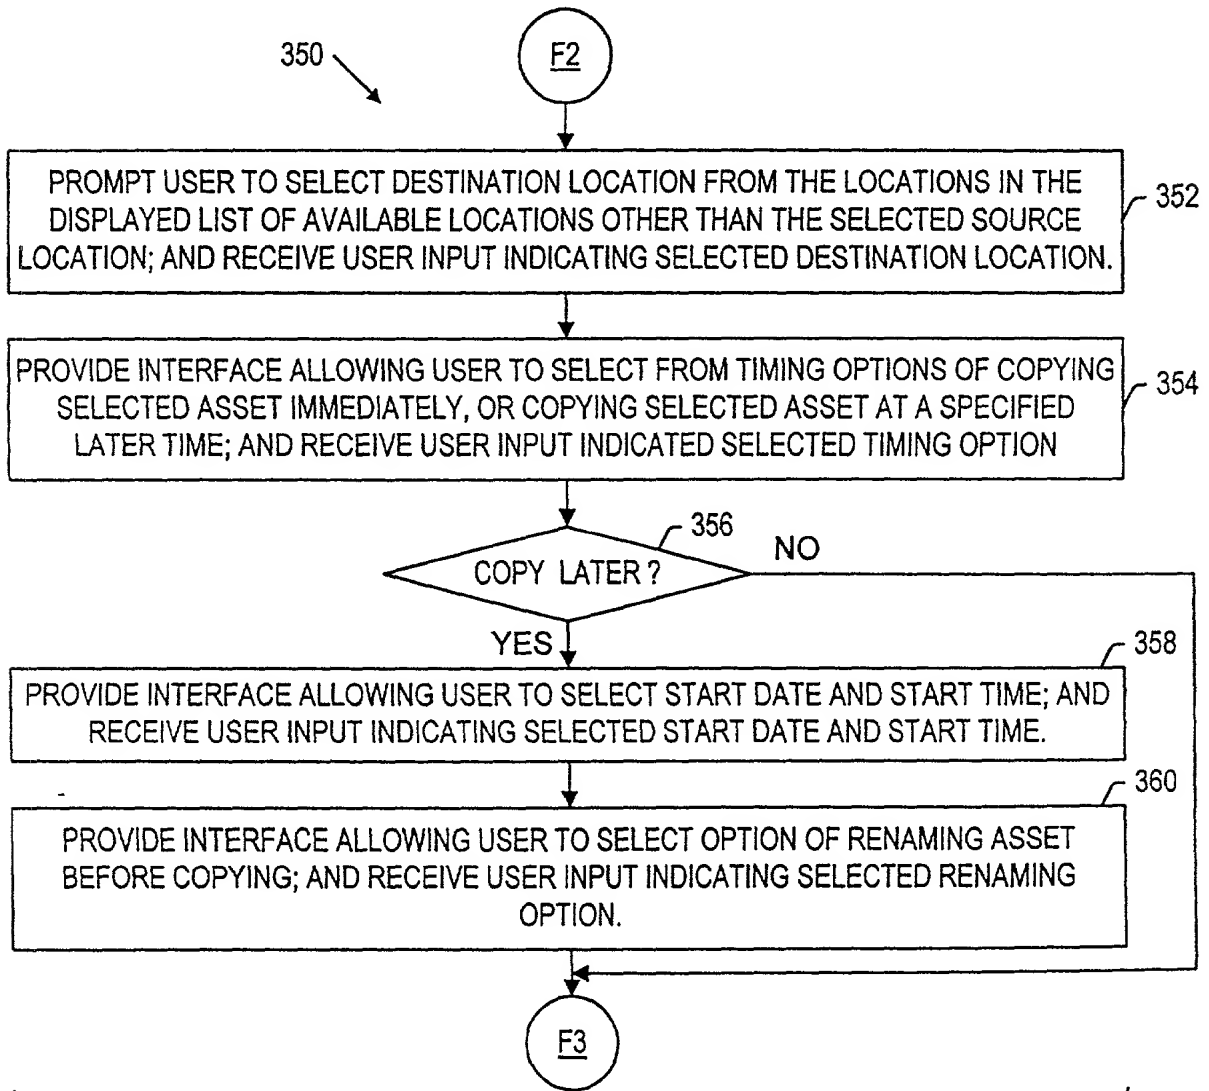 350
F2
PROMPT USER TO SELECT DESTINATION LOCATION FROM THE LOCATIONS IN THE
DISPLAYED LIST OF AVAILABLE LOCATIONS OTHER THAN THE SELECTED SOURCE
LOCATION; AND RECEIVE USER INPUT INDICATING SELECTED DESTINATION LOCATION.
352
PROVIDE INTERFACE ALLOWING USER TO SELECT FROM TIMING OPTIONS OF COPYING
SELECTED ASSET IMMEDIATELY, OR COPYING SELECTED ASSET AT A SPECIFIED
LATER TIME; AND RECEIVE USER INPUT INDICATED SELECTED TIMING OPTION
354
356
COPY LATER?
NO
YES
358
PROVIDE INTERFACE ALLOWING USER TO SELECT START DATE AND START TIME; AND
RECEIVE USER INPUT INDICATING SELECTED START DATE AND START TIME.
360
PROVIDE INTERFACE ALLOWING USER TO SELECT OPTION OF RENAMING ASSET
BEFORE COPYING; AND RECEIVE USER INPUT INDICATING SELECTED RENAMING
OPTION.
F3